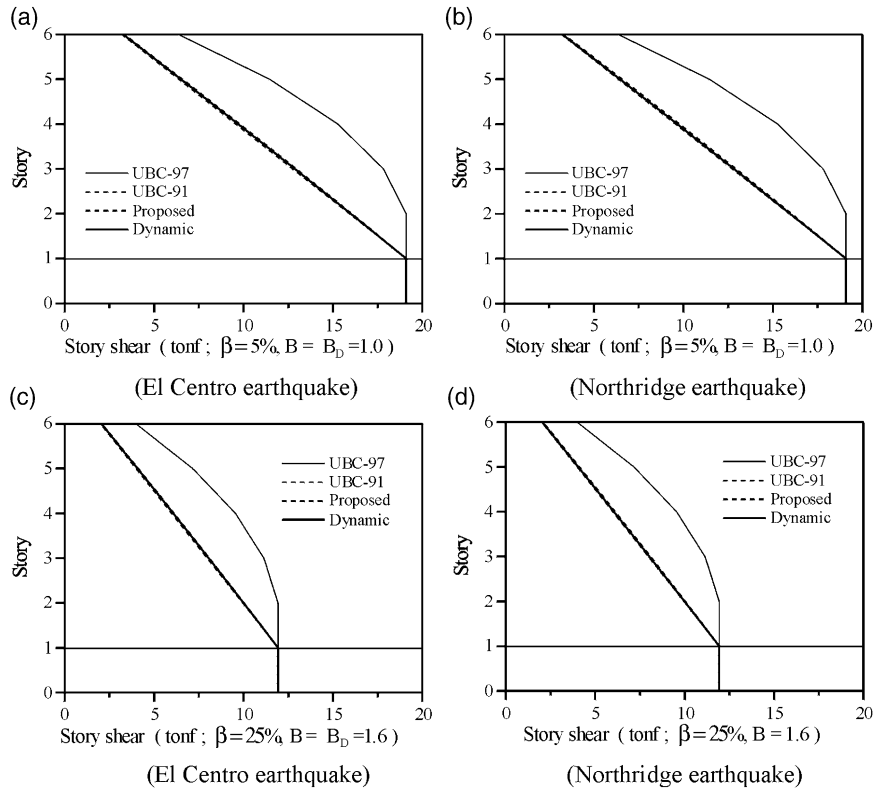 (a)
6
5
4
3
2
1
0
Story
UBC-97
UBC-91
Proposed
Dynamic
0 5 10 15 20
Story shear ( tonf ; β=5%, B = B_D =1.0 )
(El Centro earthquake)
(b)
6
5
4
3
2
1
0
Story
UBC-97
UBC-91
Proposed
Dynamic
0 5 10 15 20
Story shear ( tonf ; β=5%, B = B_D =1.0 )
(Northridge earthquake)
(c)
6
5
4
3
2
1
0
Story
UBC-97
UBC-91
Proposed
Dynamic
0 5 10 15 20
Story shear ( tonf ; β=25%, B = B_D =1.6 )
(El Centro earthquake)
(d)
6
5
4
3
2
1
0
Story
UBC-97
UBC-91
Proposed
Dynamic
0 5 10 15 20
Story shear ( tonf ; β=25%, B = 1.6 )
(Northridge earthquake)